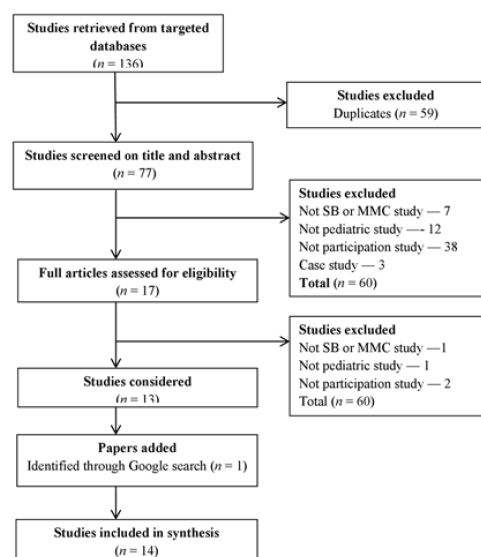 Studies retrieved from targeted
databases
(n = 136)
Studies excluded
Duplicates (n = 59)
Studies screened on title and abstract
(n = 77)
Studies excluded
Not SB or MMC study — 7
Not pediatric study —- 12
Not participation study — 38
Case study — 3
Total (n = 60)
Full articles assessed for eligibility
(n = 17)
Studies excluded
Not SB or MMC study —1
Not pediatric study — 1
Not participation study — 2
Total (n = 60)
Studies considered
(n = 13)
Papers added
Identified through Google search (n = 1)
Studies included in synthesis
(n = 14)